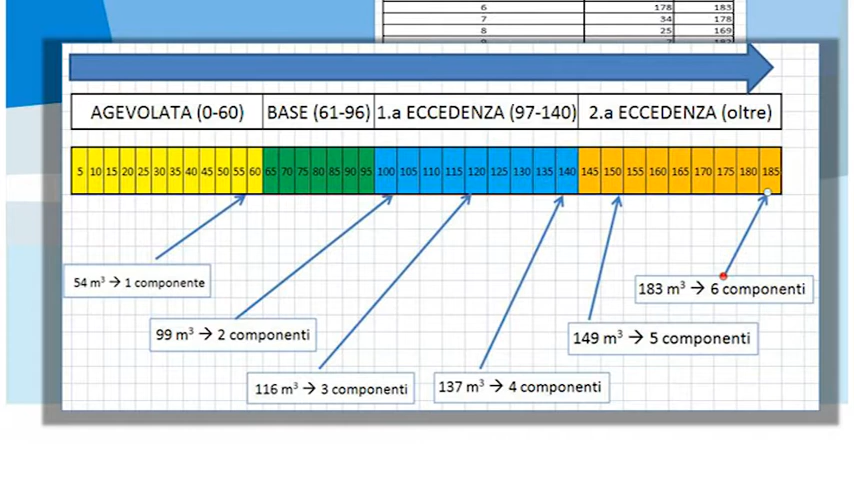 6 178 183
7 34 178
8 25 169
AGEVOLATA (0-60) BASE (61-96) 1.a ECCEDENZA (97-140) 2.a ECCEDENZA (oltre)
5 10 15 20 25 30 35 40 45 50 55 60 65 70 75 80 85 90 95 100 105 110 115 120 125 130 135 140 145 150 155 160 165 170 175 180 185
54 m³ → 1 componente
183 m³ → 6 componenti
99 m³ → 2 componenti
149 m³ → 5 componenti
116 m³ → 3 componenti
137 m³ → 4 componenti